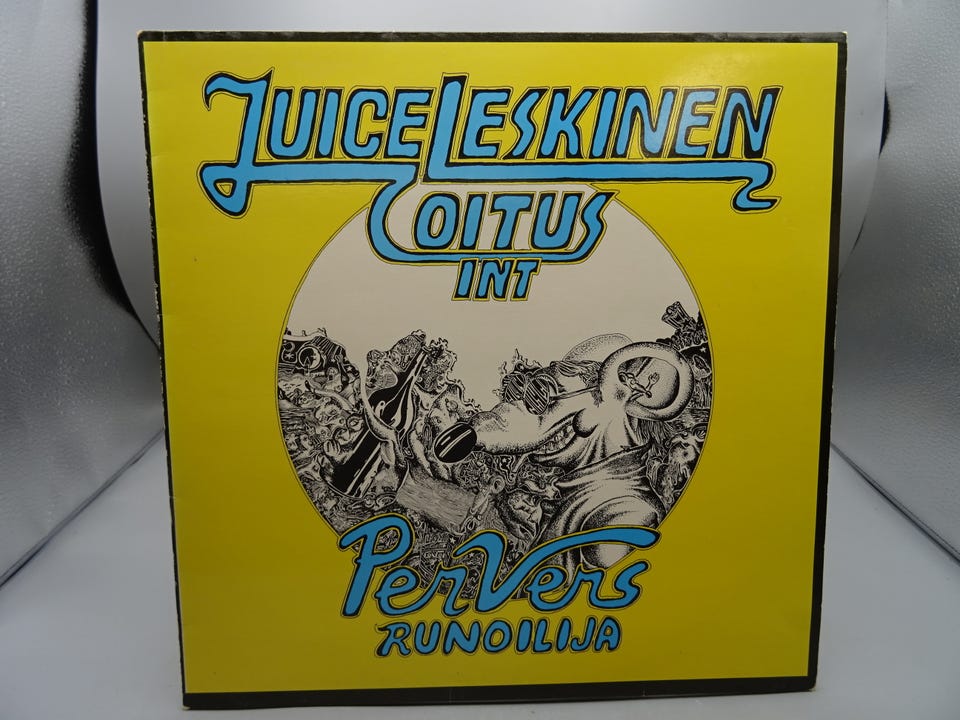 JUICE LESKINEN
COITUS
INT
PerVers
RUNOILIJA